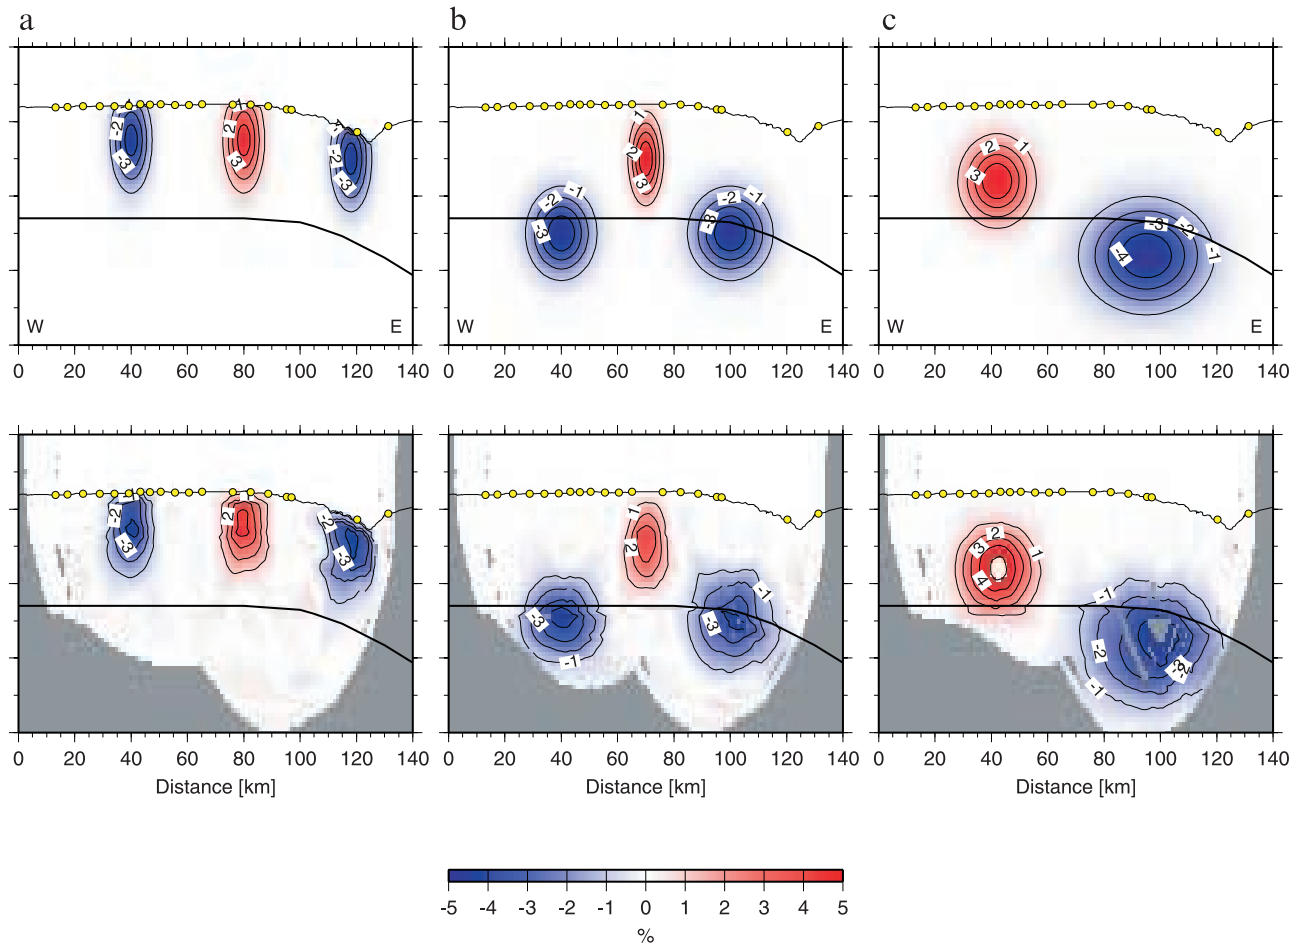 a b c
-1 -2 -3 -1 2 3 -1 -2 -3
1 2 3 -2 -1 -3 -2 -1 -3
2 1 3 -3 -2 -4 -1
W E W E W E
0 20 40 60 80 100 120 140
0 20 40 60 80 100 120 140
0 20 40 60 80 100 120 140
-2 -3 2 -2 -3
1 2 -3 -1 -1 -3
2 3 1 4 -1 -2 -3 -2 -1
0 20 40 60 80 100 120 140
0 20 40 60 80 100 120 140
0 20 40 60 80 100 120 140
Distance [km] Distance [km] Distance [km]
-5 -4 -3 -2 -1 0 1 2 3 4 5
%